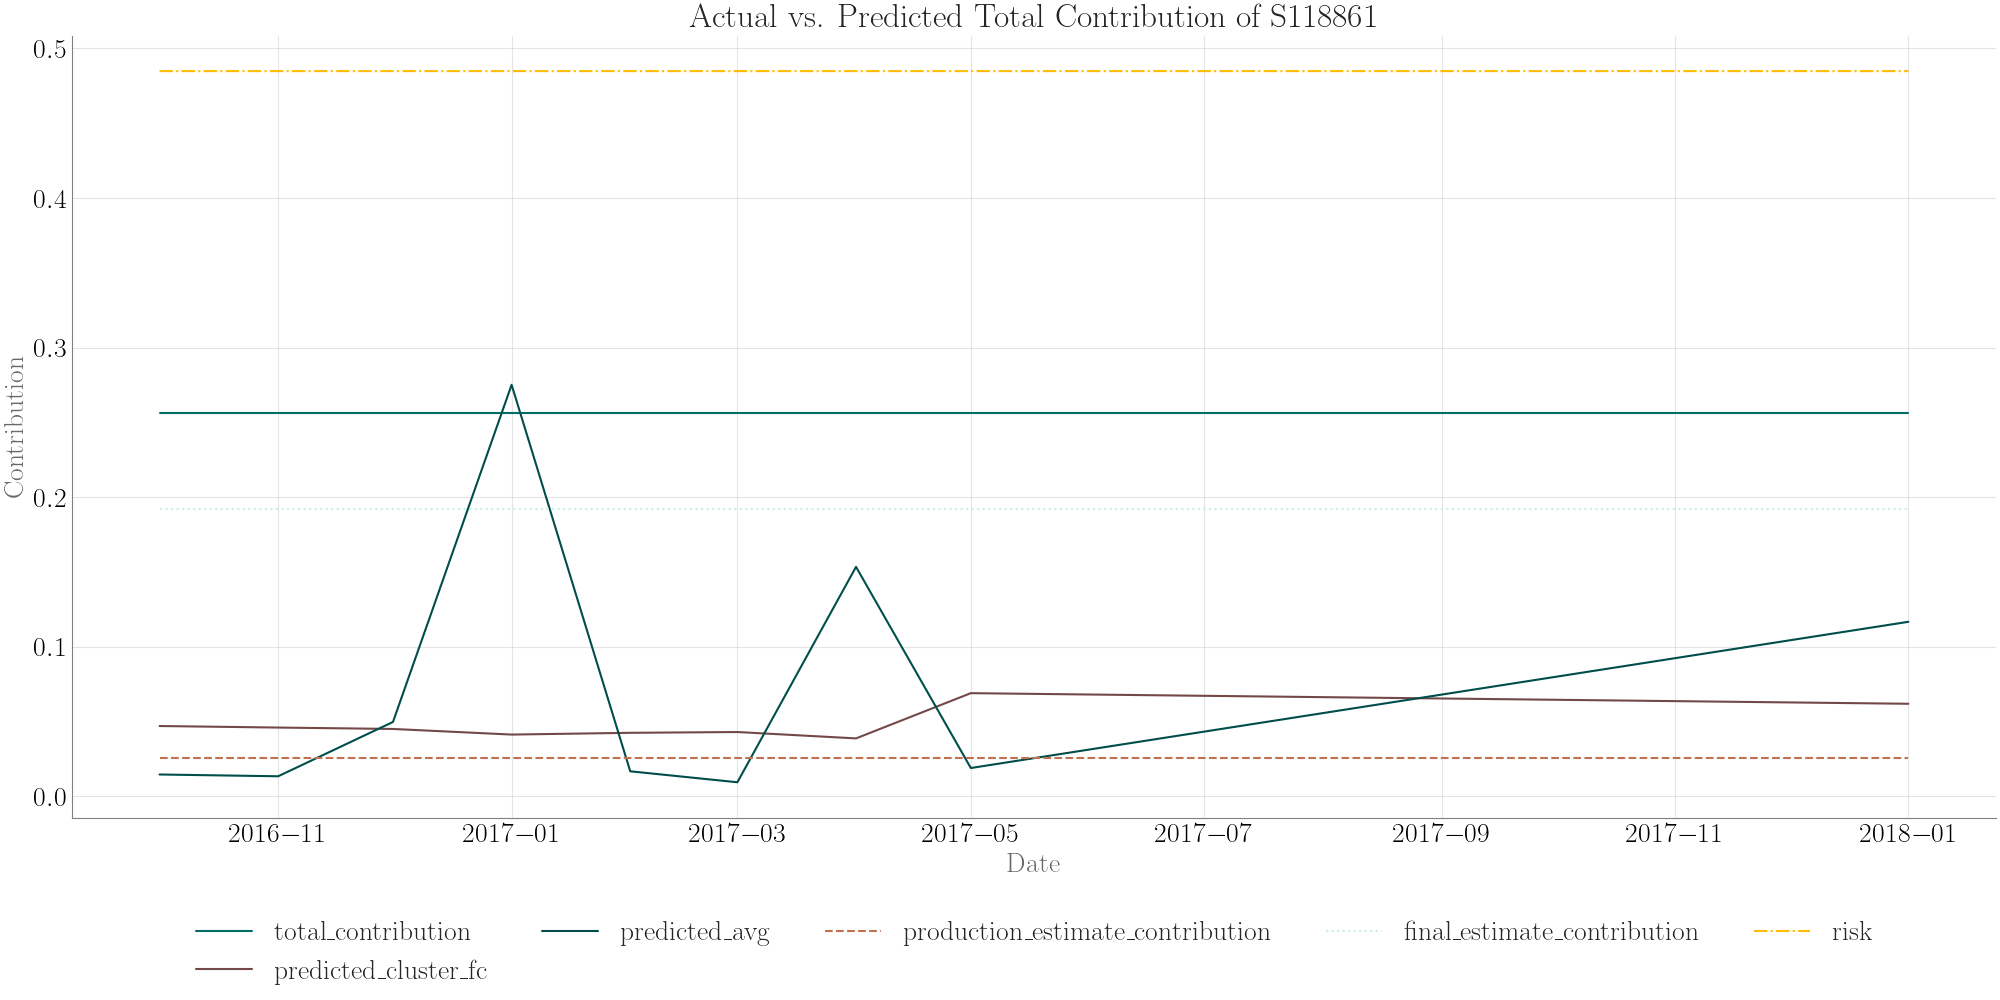 Actual vs. Predicted Total Contribution of S118861
0.5
0.4
0.3
0.2
0.1
0.0
Contribution
2016–11 2017–01 2017–03 2017–05 2017–07 2017–09 2017–11 2018–01
Date
total_contribution predicted_avg production_estimate_contribution final_estimate_contribution risk
predicted_cluster_fc